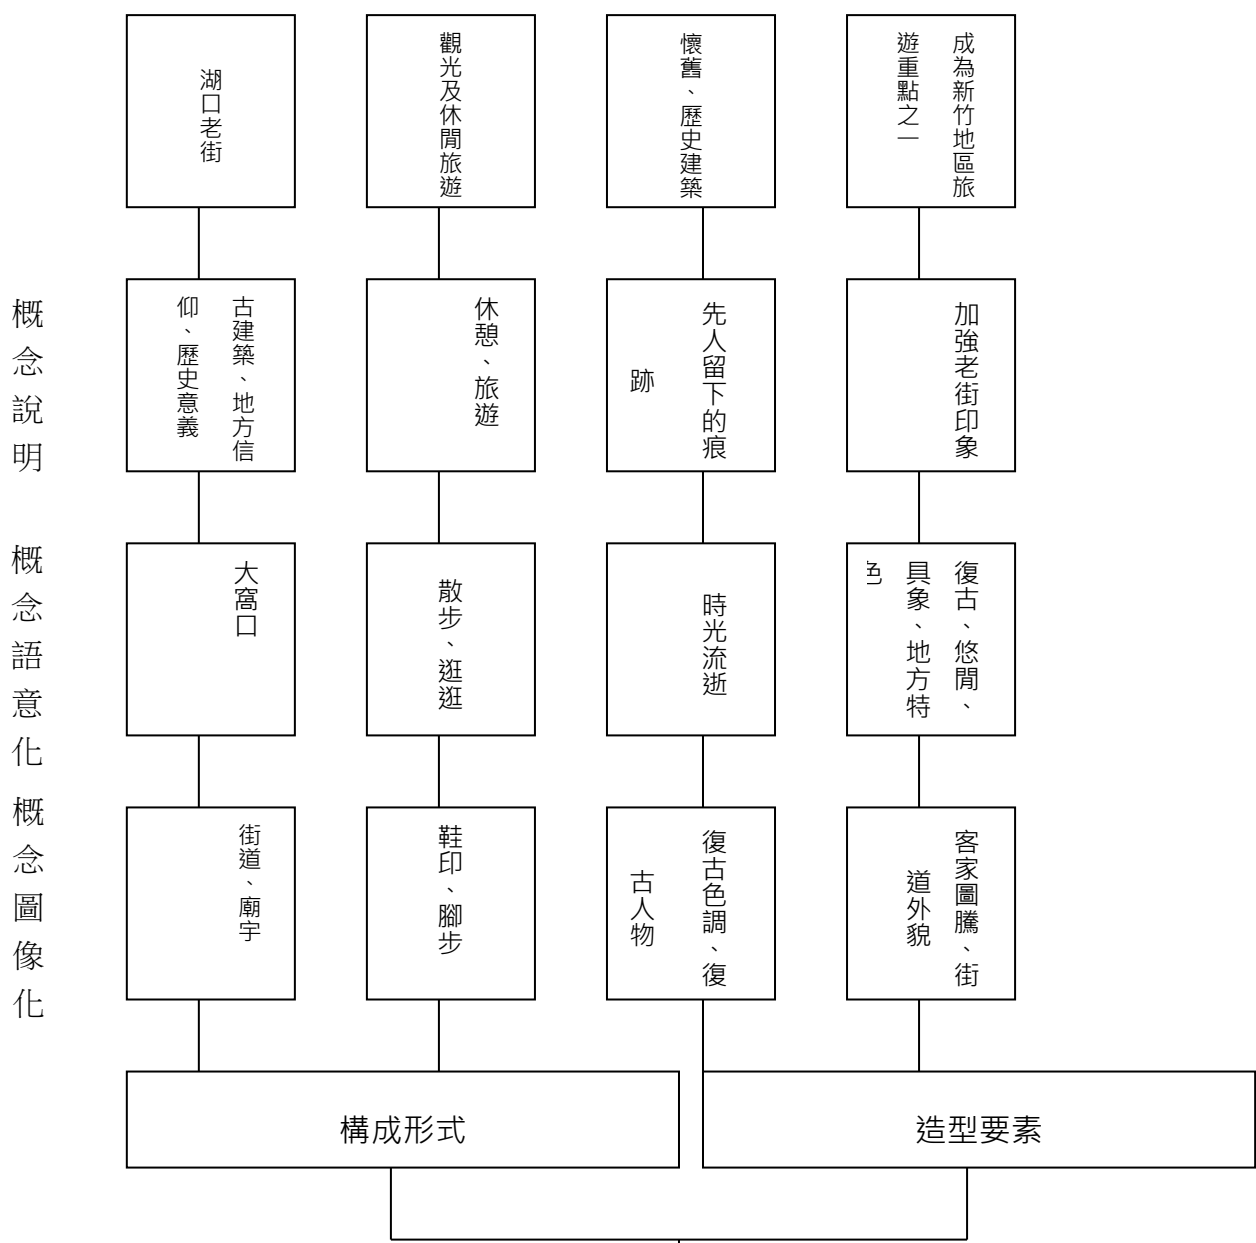 湖口老街
觀光及休閒旅遊
懷舊、歷史建築
成為新竹地區旅
遊重點之一
概念說明
古建築、地方信
仰、歷史意義
休憩、旅遊
先人留下的痕
跡
加強老街印象
概念語意化
大窩口
散步、逛逛
時光流逝
復古、悠閒、
具象、地方特
色
概念圖像化
街道、廟宇
鞋印、腳步
復古色調、復
古人物
客家圖騰、街
道外貌
構成形式
造型要素